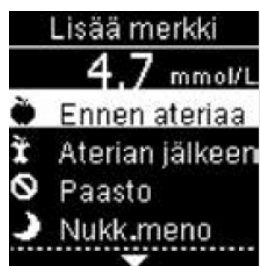 Lisää merkki
4.7 mmol/L
Ennen ateriaa
Aterian jälkeen
Paasto
Nukk.meno